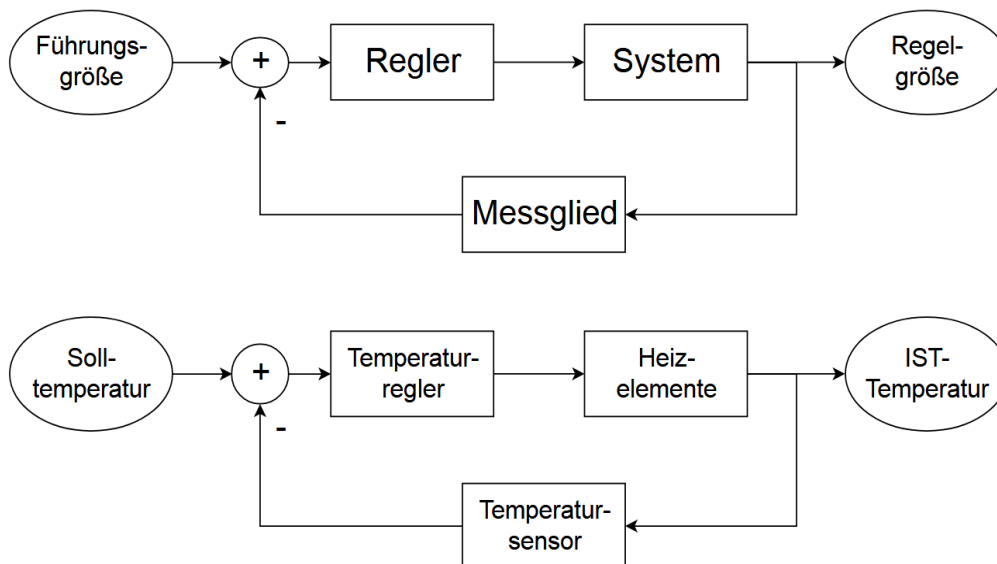 Führungs-
größe
+
Regler
System
Regel-
größe
-
Messglied
Soll-
temperatur
+
Temperatur-
regler
Heiz-
elemente
IST-
Temperatur
-
Temperatur-
sensor